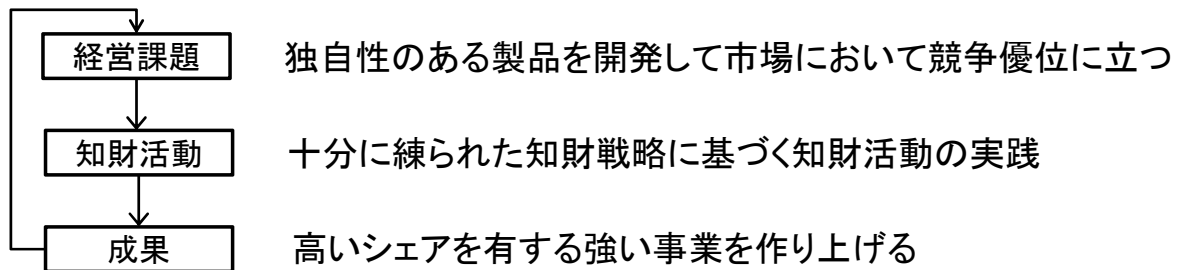 経営課題 独自性のある製品を開発して市場において競争優位に立つ
知財活動 十分に練られた知財戦略に基づく知財活動の実践
成果 高いシェアを有する強い事業を作り上げる